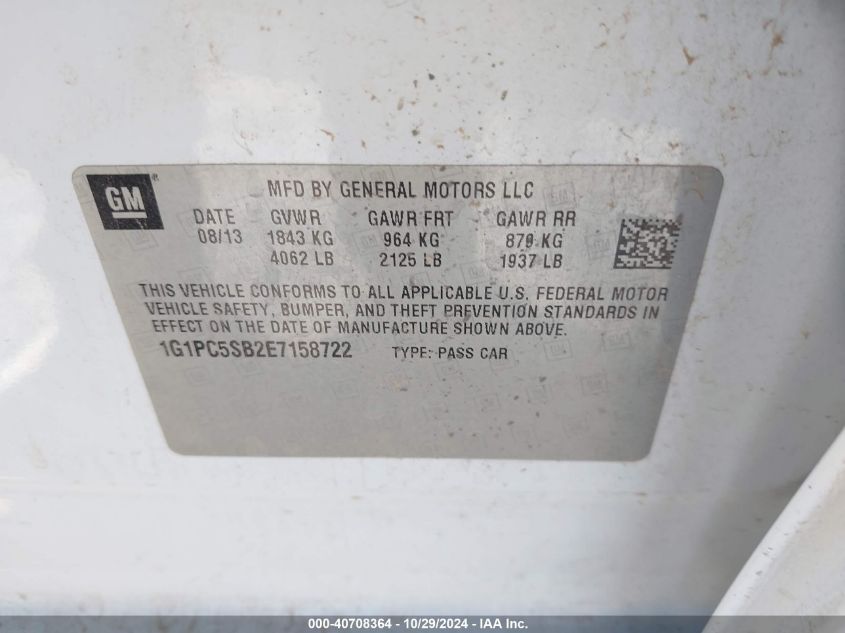 GM ®
MFD BY GENERAL MOTORS LLC
DATE GVWR GAWR FRT GAWR RR
08/13 1843 KG 964 KG 879 KG
4062 LB 2125 LB 1937 LB
THIS VEHICLE CONFORMS TO ALL APPLICABLE U.S. FEDERAL MOTOR
VEHICLE SAFETY, BUMPER, AND THEFT PREVENTION STANDARDS IN
EFFECT ON THE DATE OF MANUFACTURE SHOWN ABOVE.
1G1PC5SB2E7158722 TYPE: PASS CAR
000-40708364 - 10/29/2024 - IAA Inc.